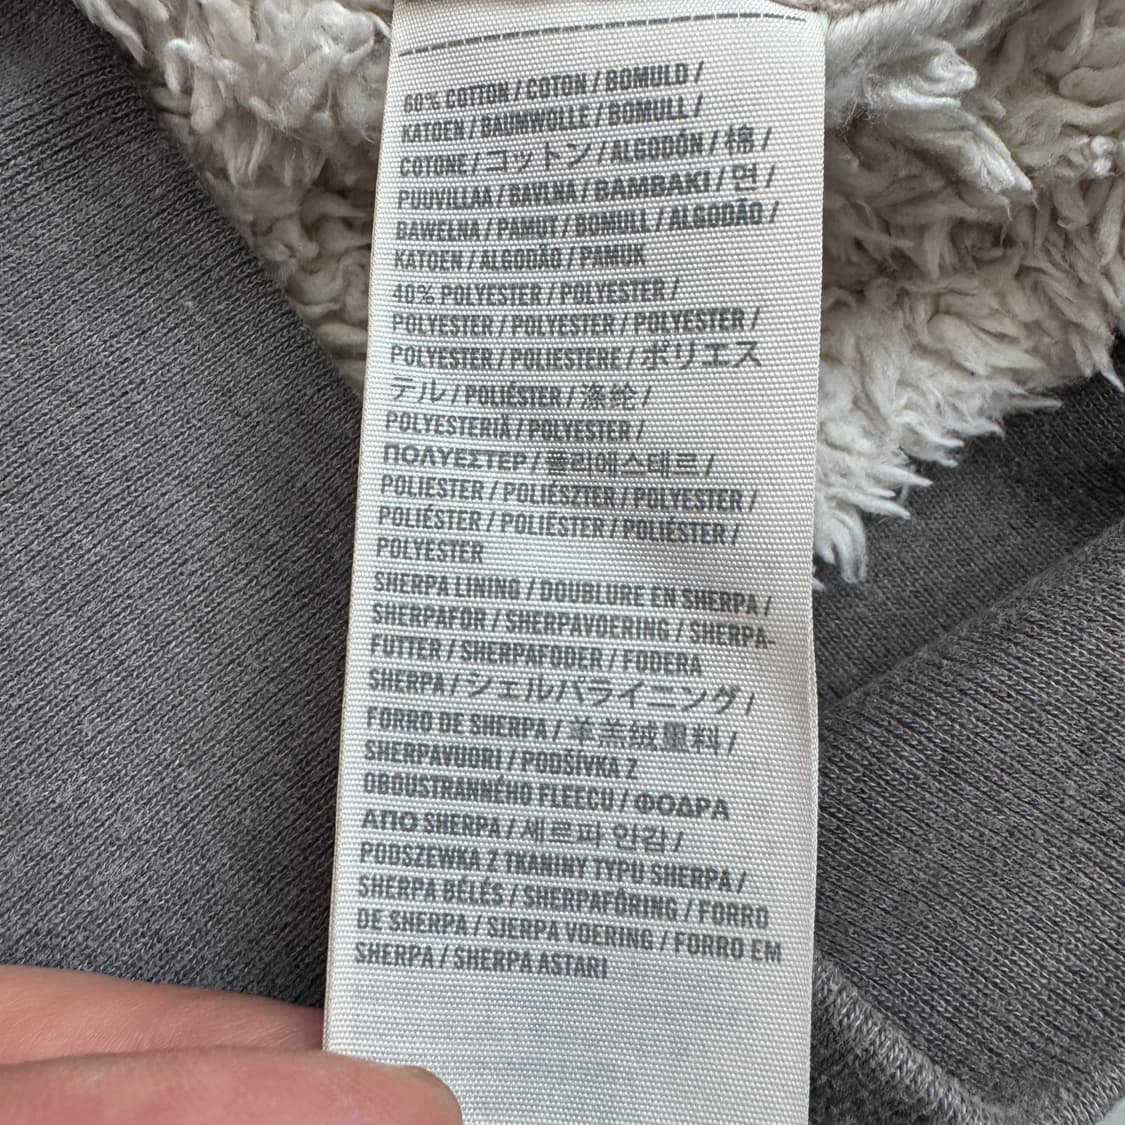 60% COTTON / COTON / BOMULD /
KATOEN / BAUMWOLLE / BOMULL /
COTONE / コットン / ALGODÓN / 棉 /
PUUVILLAA / BAVLNA / BAMBAKI / 면 /
BAWEŁNA / PAMUT / BOMULL / ALGODÃO /
KATOEN / ALGODÃO / PAMUK
40% POLYESTER / POLYESTER /
POLYESTER / POLYESTER / POLYESTER /
POLYESTER / POLIESTERE / ポリエス
テル / POLIÉSTER / 涤纶 /
POLYESTERIÄ / POLYESTER /
ΠΟΛΥΕΣΤΕΡ / 폴리에스테르 /
POLIESTER / POLIÉSZTER / POLYESTER /
POLIÉSTER / POLIÉSTER / POLIÉSTER /
POLYESTER
SHERPA LINING / DOUBLURE EN SHERPA /
SHERPAFOR / SHERPAVOERING / SHERPA-
FUTTER / SHERPAFODER / FODERA
SHERPA / シェルパライニング /
FORRO DE SHERPA / 羊羔绒里料 /
SHERPAVUORI / PODŠÍVKA Z
OBOUSTRANNÉHO FLEECU / ΦΟΔΡΑ
ΑΠΟ SHERPA / 셰르파 안감 /
PODSZEWKA Z TKANINY TYPU SHERPA /
SHERPA BÉLÉS / SHERPAFÔRING / FORRO
DE SHERPA / SJERPA VOERING / FORRO EM
SHERPA / SHERPA ASTARI